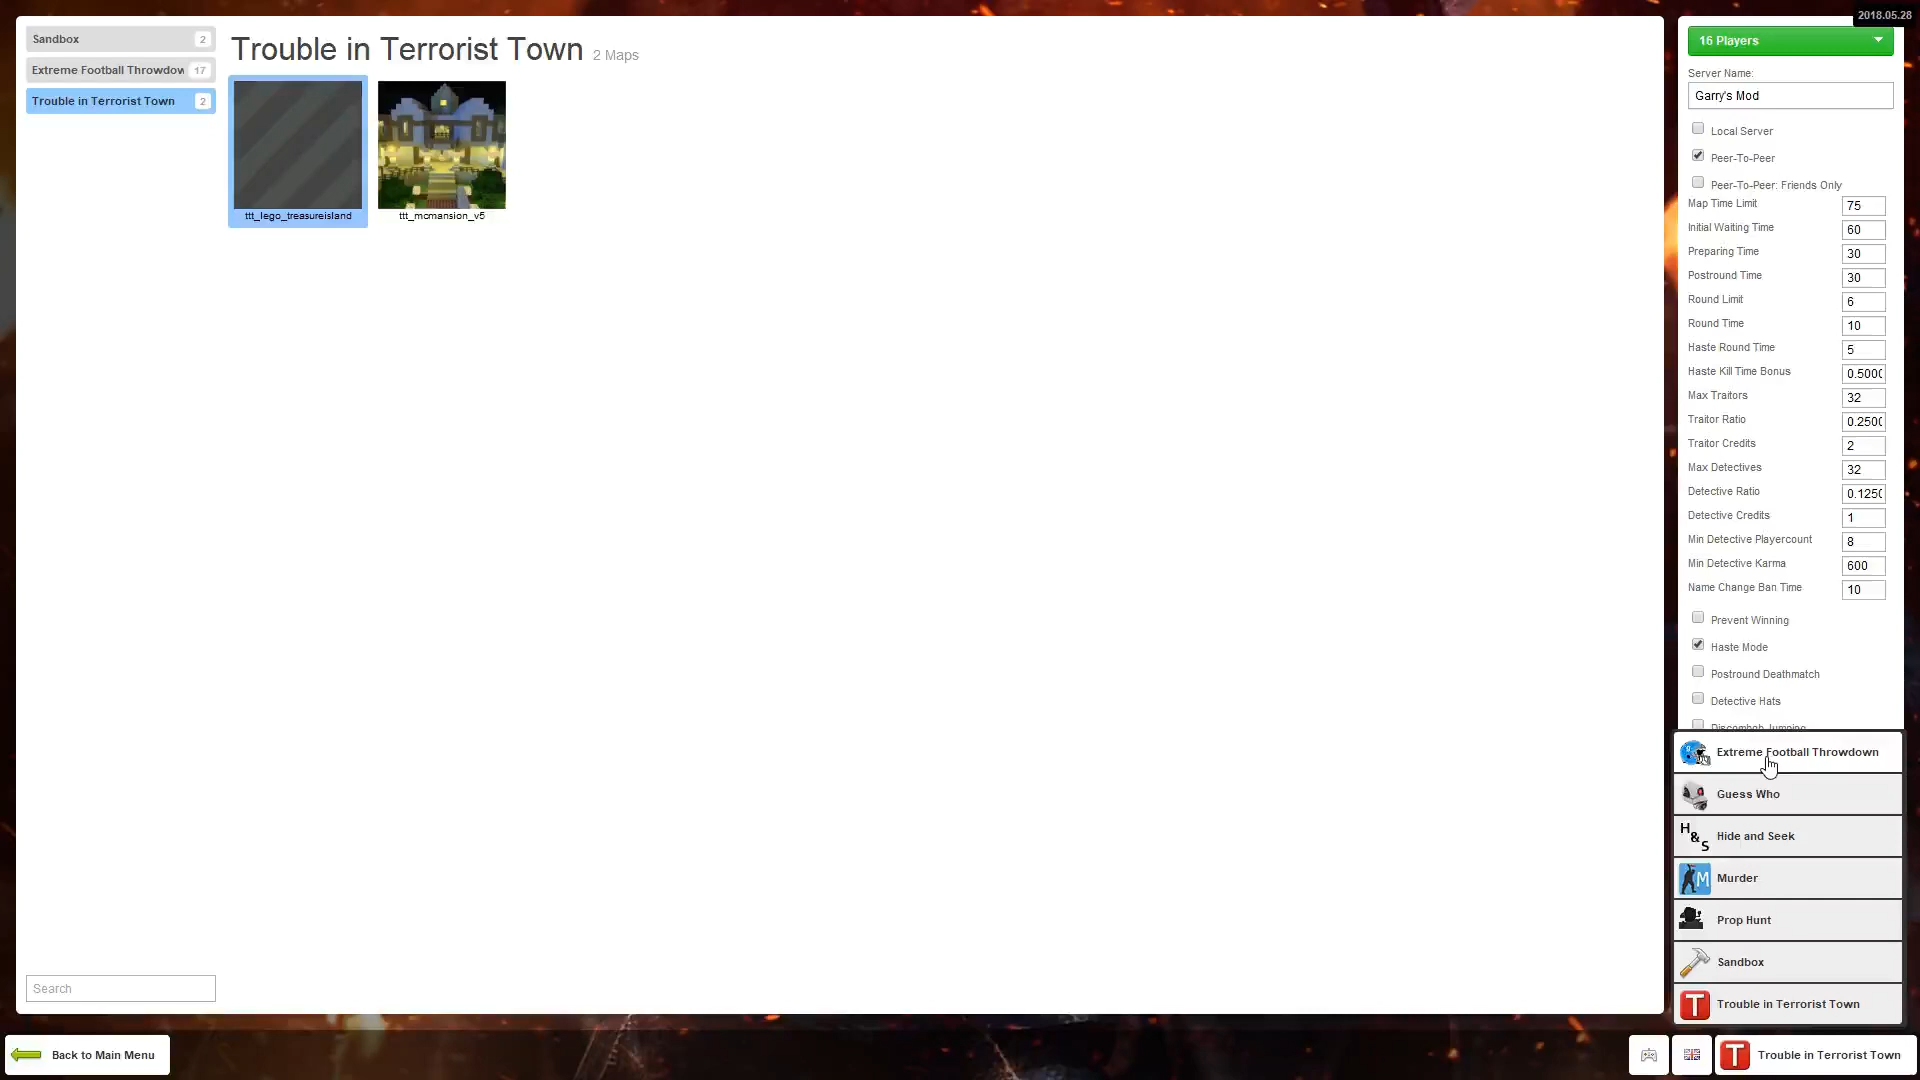 2018.05.28
Sandbox 2
Extreme Football Throwdow 17
Trouble in Terrorist Town 2
Trouble in Terrorist Town 2 Maps
ttt_lego_treasureisland
ttt_mcmansion_v5
Search
16 Players
Server Name:
Garry's Mod
Local Server
Peer-To-Peer
Peer-To-Peer: Friends Only
Map Time Limit 75
Initial Waiting Time 60
Preparing Time 30
Postround Time 30
Round Limit 6
Round Time 10
Haste Round Time 5
Haste Kill Time Bonus 0.500
Max Traitors 32
Traitor Ratio 0.250
Traitor Credits 2
Max Detectives 32
Detective Ratio 0.125
Detective Credits 1
Min Detective Playercount 8
Min Detective Karma 600
Name Change Ban Time 10
Prevent Winning
Haste Mode
Postround Deathmatch
Detective Hats
Discombob Jumping
Extreme Football Throwdown
Guess Who
H&S Hide and Seek
M Murder
Prop Hunt
Sandbox
T Trouble in Terrorist Town
Back to Main Menu
T Trouble in Terrorist Town